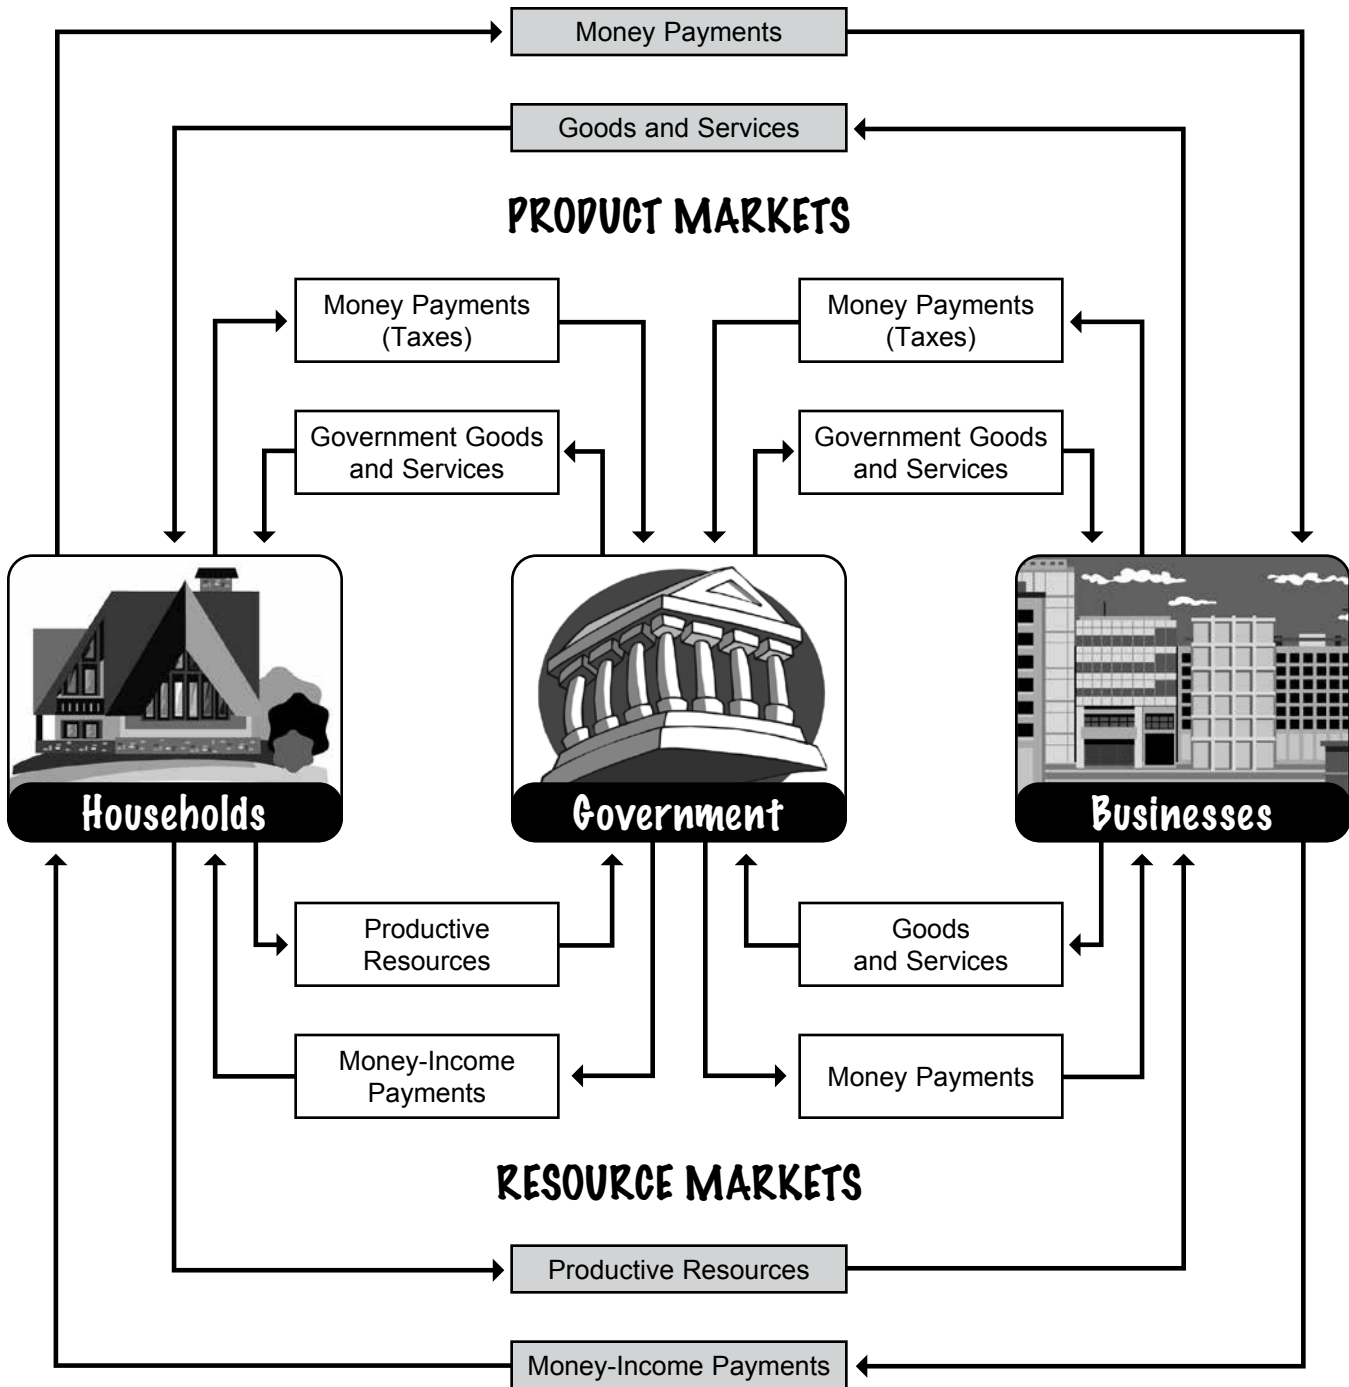 Money Payments
Goods and Services
PRODUCT MARKETS
Money Payments
(Taxes)
Money Payments
(Taxes)
Government Goods
and Services
Government Goods
and Services
Households
Government
Businesses
Productive
Resources
Goods
and Services
Money-Income
Payments
Money Payments
RESOURCE MARKETS
Productive Resources
Money-Income Payments